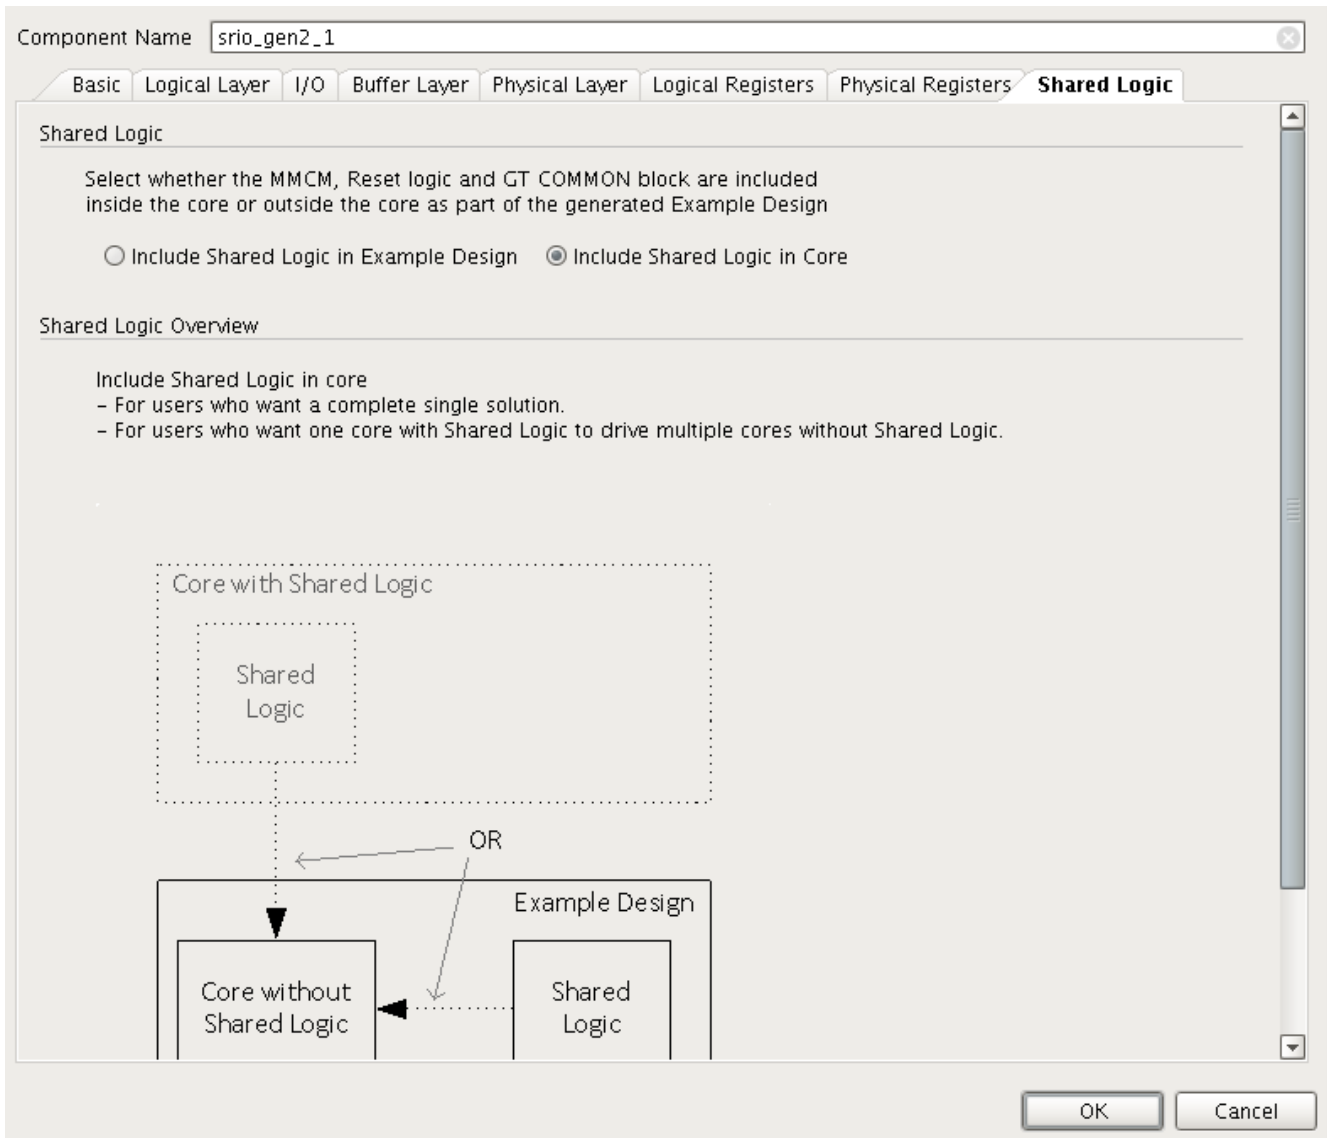 Component Name srio_gen2_1
Basic Logical Layer I/O Buffer Layer Physical Layer Logical Registers Physical Registers Shared Logic
Shared Logic
Select whether the MMCM, Reset logic and GT COMMON block are included
inside the core or outside the core as part of the generated Example Design
Include Shared Logic in Example Design Include Shared Logic in Core
Shared Logic Overview
Include Shared Logic in core
– For users who want a complete single solution.
– For users who want one core with Shared Logic to drive multiple cores without Shared Logic.
Core with Shared Logic
Shared
Logic
OR
Example Design
Core without
Shared Logic
Shared
Logic
OK Cancel